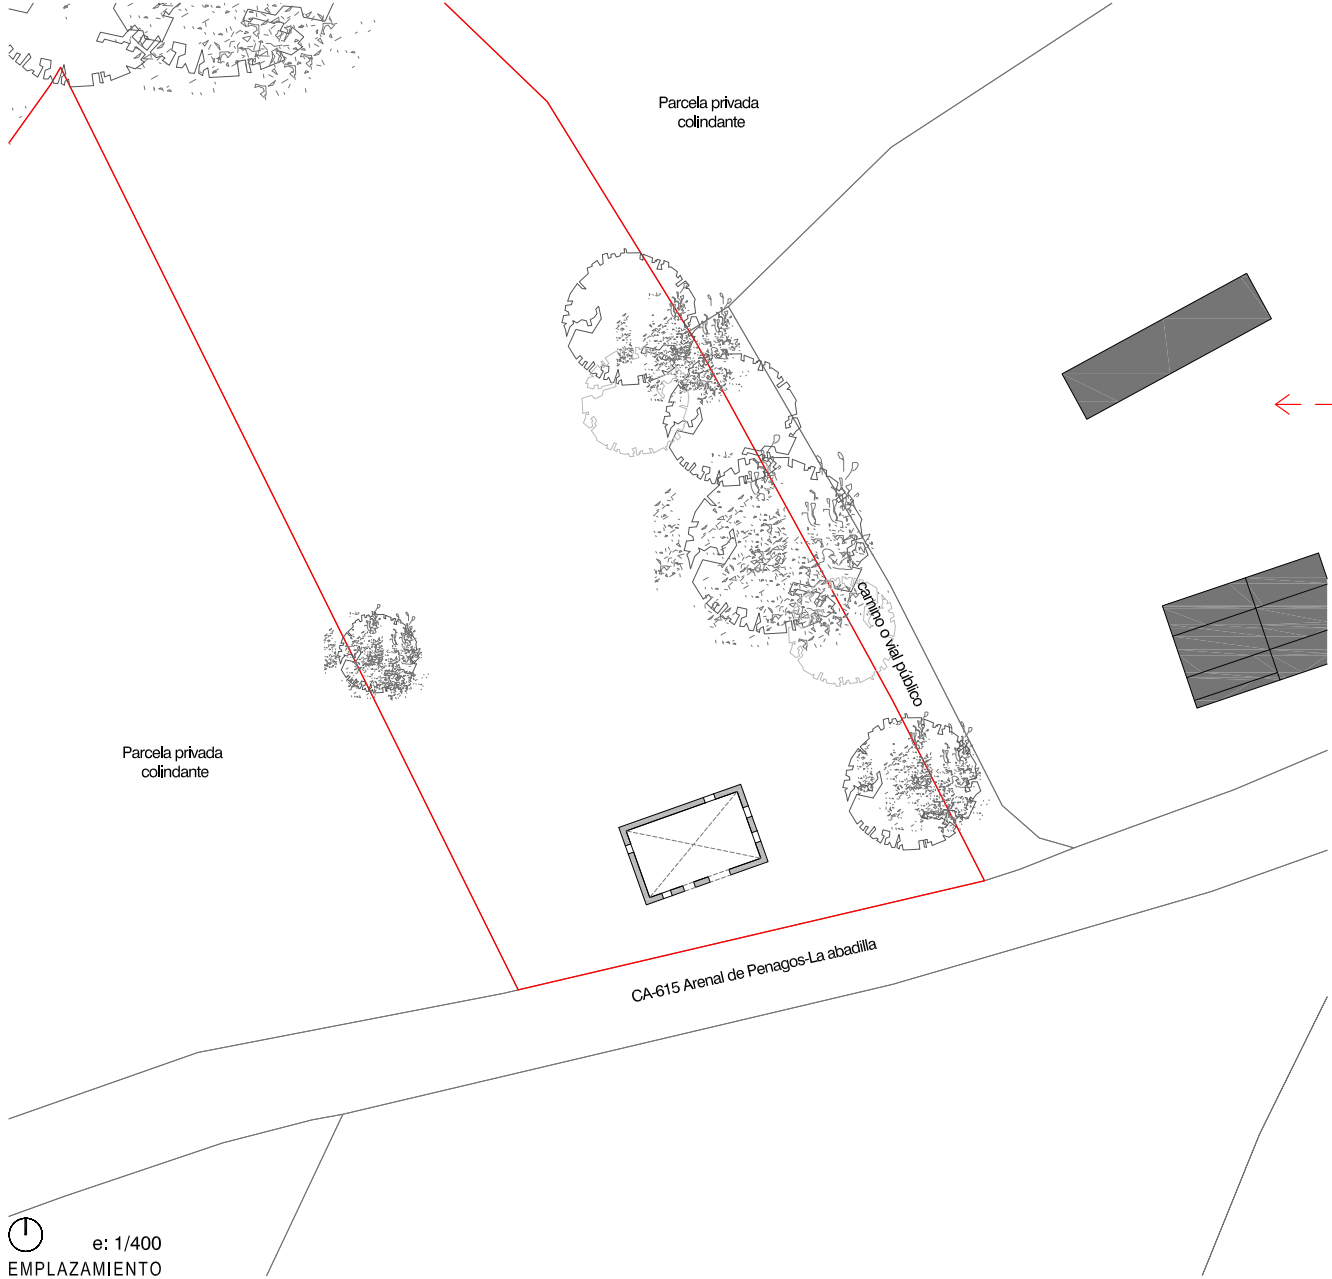 Parcela privada
colindante
camino o vial público
Parcela privada
colindante
CA-615 Arenal de Penagos-La abadilla
e: 1/400
EMPLAZAMIENTO